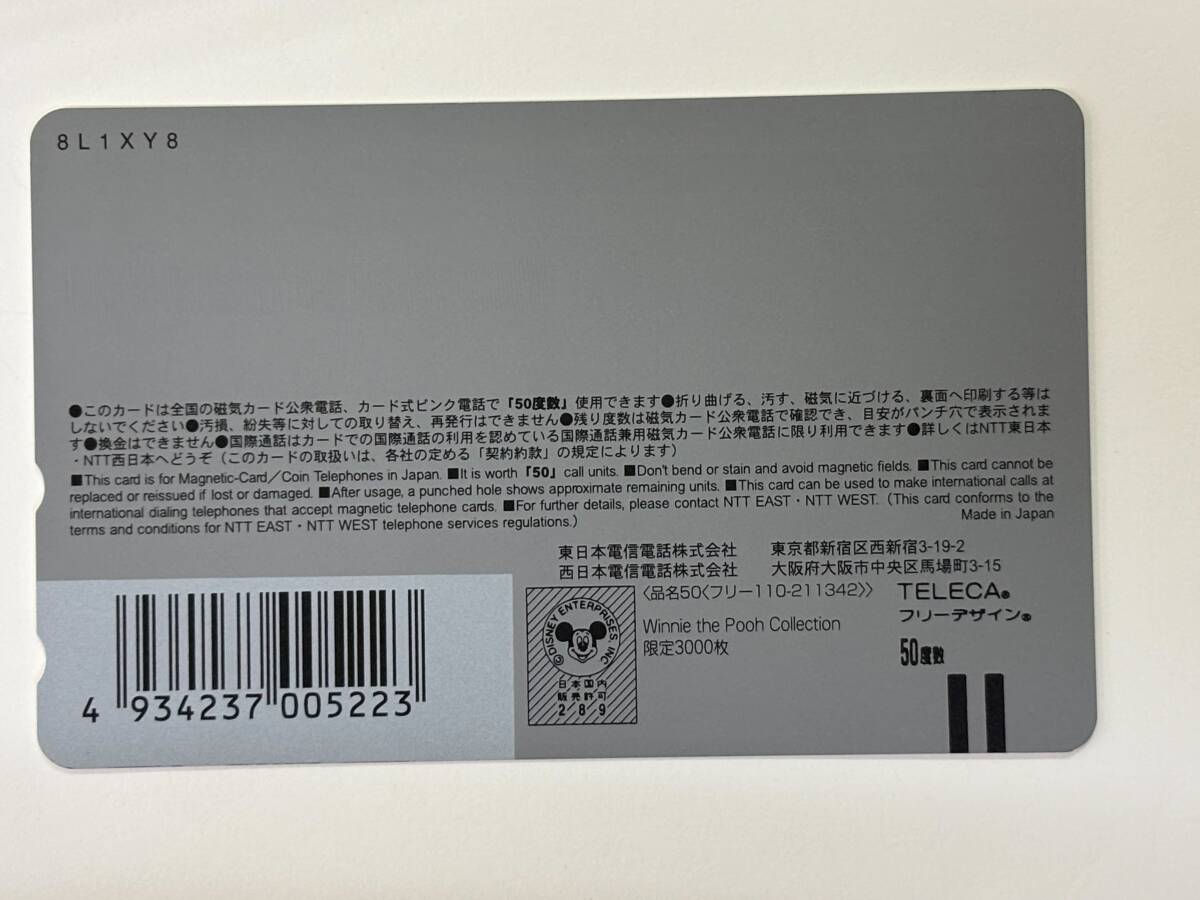 8L1XY8
●このカードは全国の磁気カード公衆電話、カード式ピンク電話で「50度数」使用できます●折り曲げる、汚す、磁気に近づける、裏面へ印刷する等は
しないでください●汚損、紛失等に対しての取り替え、再発行はできません●残り度数は磁気カード公衆電話で確認でき、目安がパンチ穴で表示されま
す●換金はできません●国際通話はカードでの国際通話の利用を認めている国際通話兼用磁気カード公衆電話に限り利用できます●詳しくはNTT東日本
・NTT西日本へどうぞ（このカードの取扱いは、各社の定める「契約約款」の規定によります）
■This card is for Magnetic-Card／Coin Telephones in Japan. ■It is worth「50」call units. ■Don't bend or stain and avoid magnetic fields. ■This card cannot be
replaced or reissued if lost or damaged. ■After usage, a punched hole shows approximate remaining units. ■This card can be used to make international calls at
international dialing telephones that accept magnetic telephone cards. ■For further details, please contact NTT EAST・NTT WEST. (This card conforms to the
terms and conditions for NTT EAST・NTT WEST telephone services regulations.)
Made in Japan
東日本電信電話株式会社 東京都新宿区西新宿3-19-2
西日本電信電話株式会社 大阪府大阪市中央区馬場町3-15
〈品名50〈フリー110-211342〉〉
TELECA®
フリーデザイン®
Winnie the Pooh Collection
限定3000枚
50度数
©DISNEY ENTERPRISES, INC
日本国内
販売許可
289
4 934237 005223